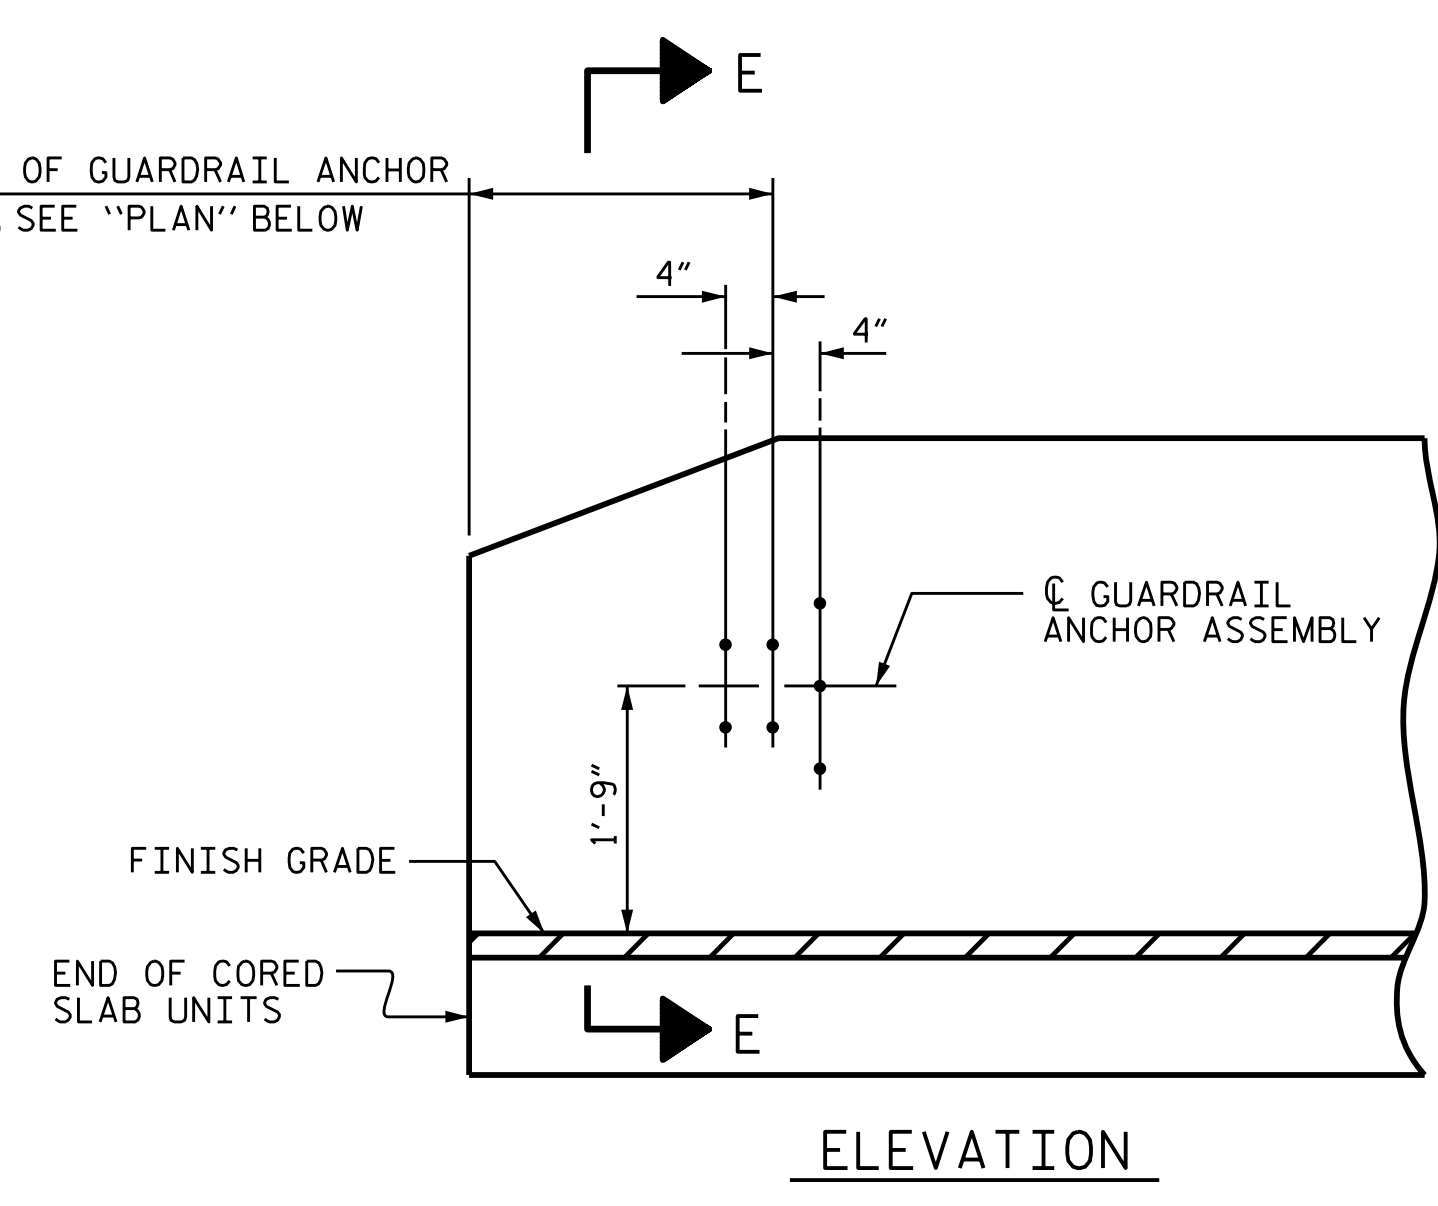 E
OF GUARDRAIL ANCHOR
SEE "PLAN" BELOW
4"
4"
℄ GUARDRAIL
ANCHOR ASSEMBLY
1'-9"
FINISH GRADE
END OF CORED
SLAB UNITS
E
ELEVATION